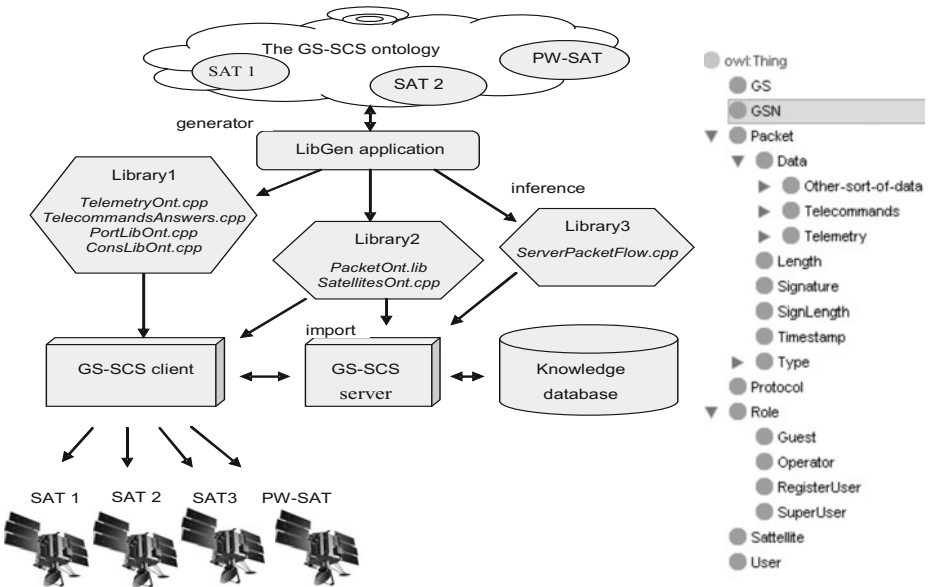 The GS-SCS ontology
SAT 1
SAT 2
PW-SAT
generator
LibGen application
inference
Library1
TelemetryOnt.cpp
TelecommandsAnswers.cpp
PortLibOnt.cpp
ConsLibOnt.cpp
Library2
PacketOnt.lib
SatellitesOnt.cpp
Library3
ServerPacketFlow.cpp
import
GS-SCS client
GS-SCS
server
Knowledge
database
SAT 1
SAT 2
SAT3
PW-SAT
owl:Thing
GS
GSN
Packet
Data
Other-sort-of-data
Telecommands
Telemetry
Length
Signature
SignLength
Timestamp
Type
Protocol
Role
Guest
Operator
RegisterUser
SuperUser
Sattellite
User